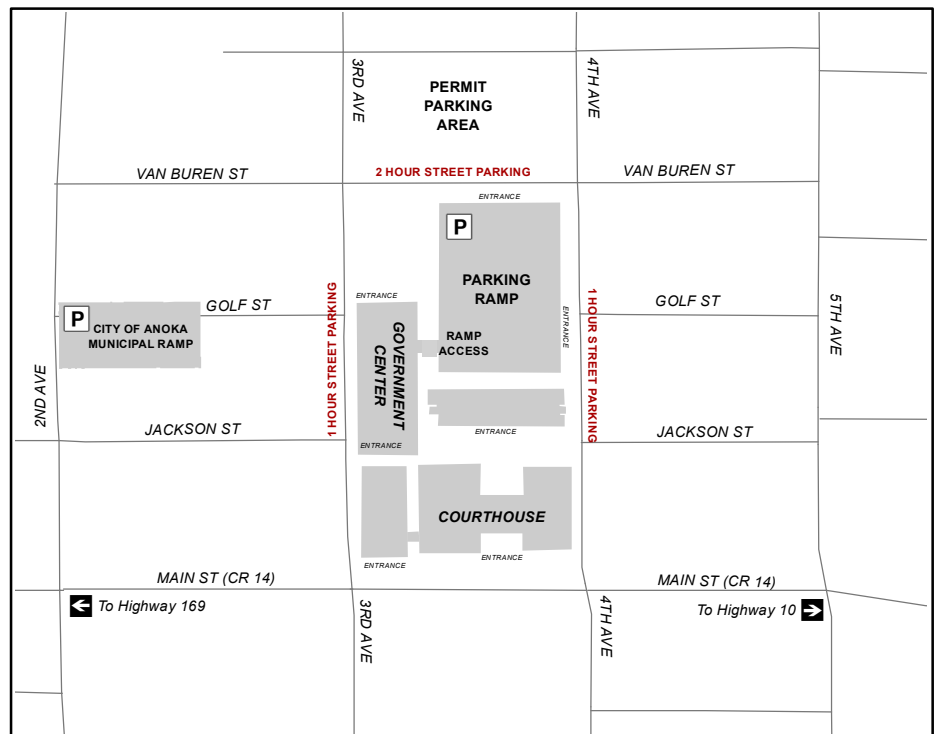 3RD AVE
4TH AVE
PERMIT
PARKING
AREA
VAN BUREN ST
2 HOUR STREET PARKING
VAN BUREN ST
ENTRANCE
P
PARKING
RAMP
1 HOUR STREET PARKING
ENTRANCE
GOLF ST
P
CITY OF ANOKA
MUNICIPAL RAMP
GOVERNMENT
CENTER
RAMP
ACCESS
ENTRANCE
1 HOUR STREET PARKING
GOLF ST
5TH AVE
2ND AVE
JACKSON ST
ENTRANCE
ENTRANCE
JACKSON ST
COURTHOUSE
ENTRANCE
ENTRANCE
MAIN ST (CR 14)
MAIN ST (CR 14)
To Highway 169
To Highway 10
3RD AVE
4TH AVE